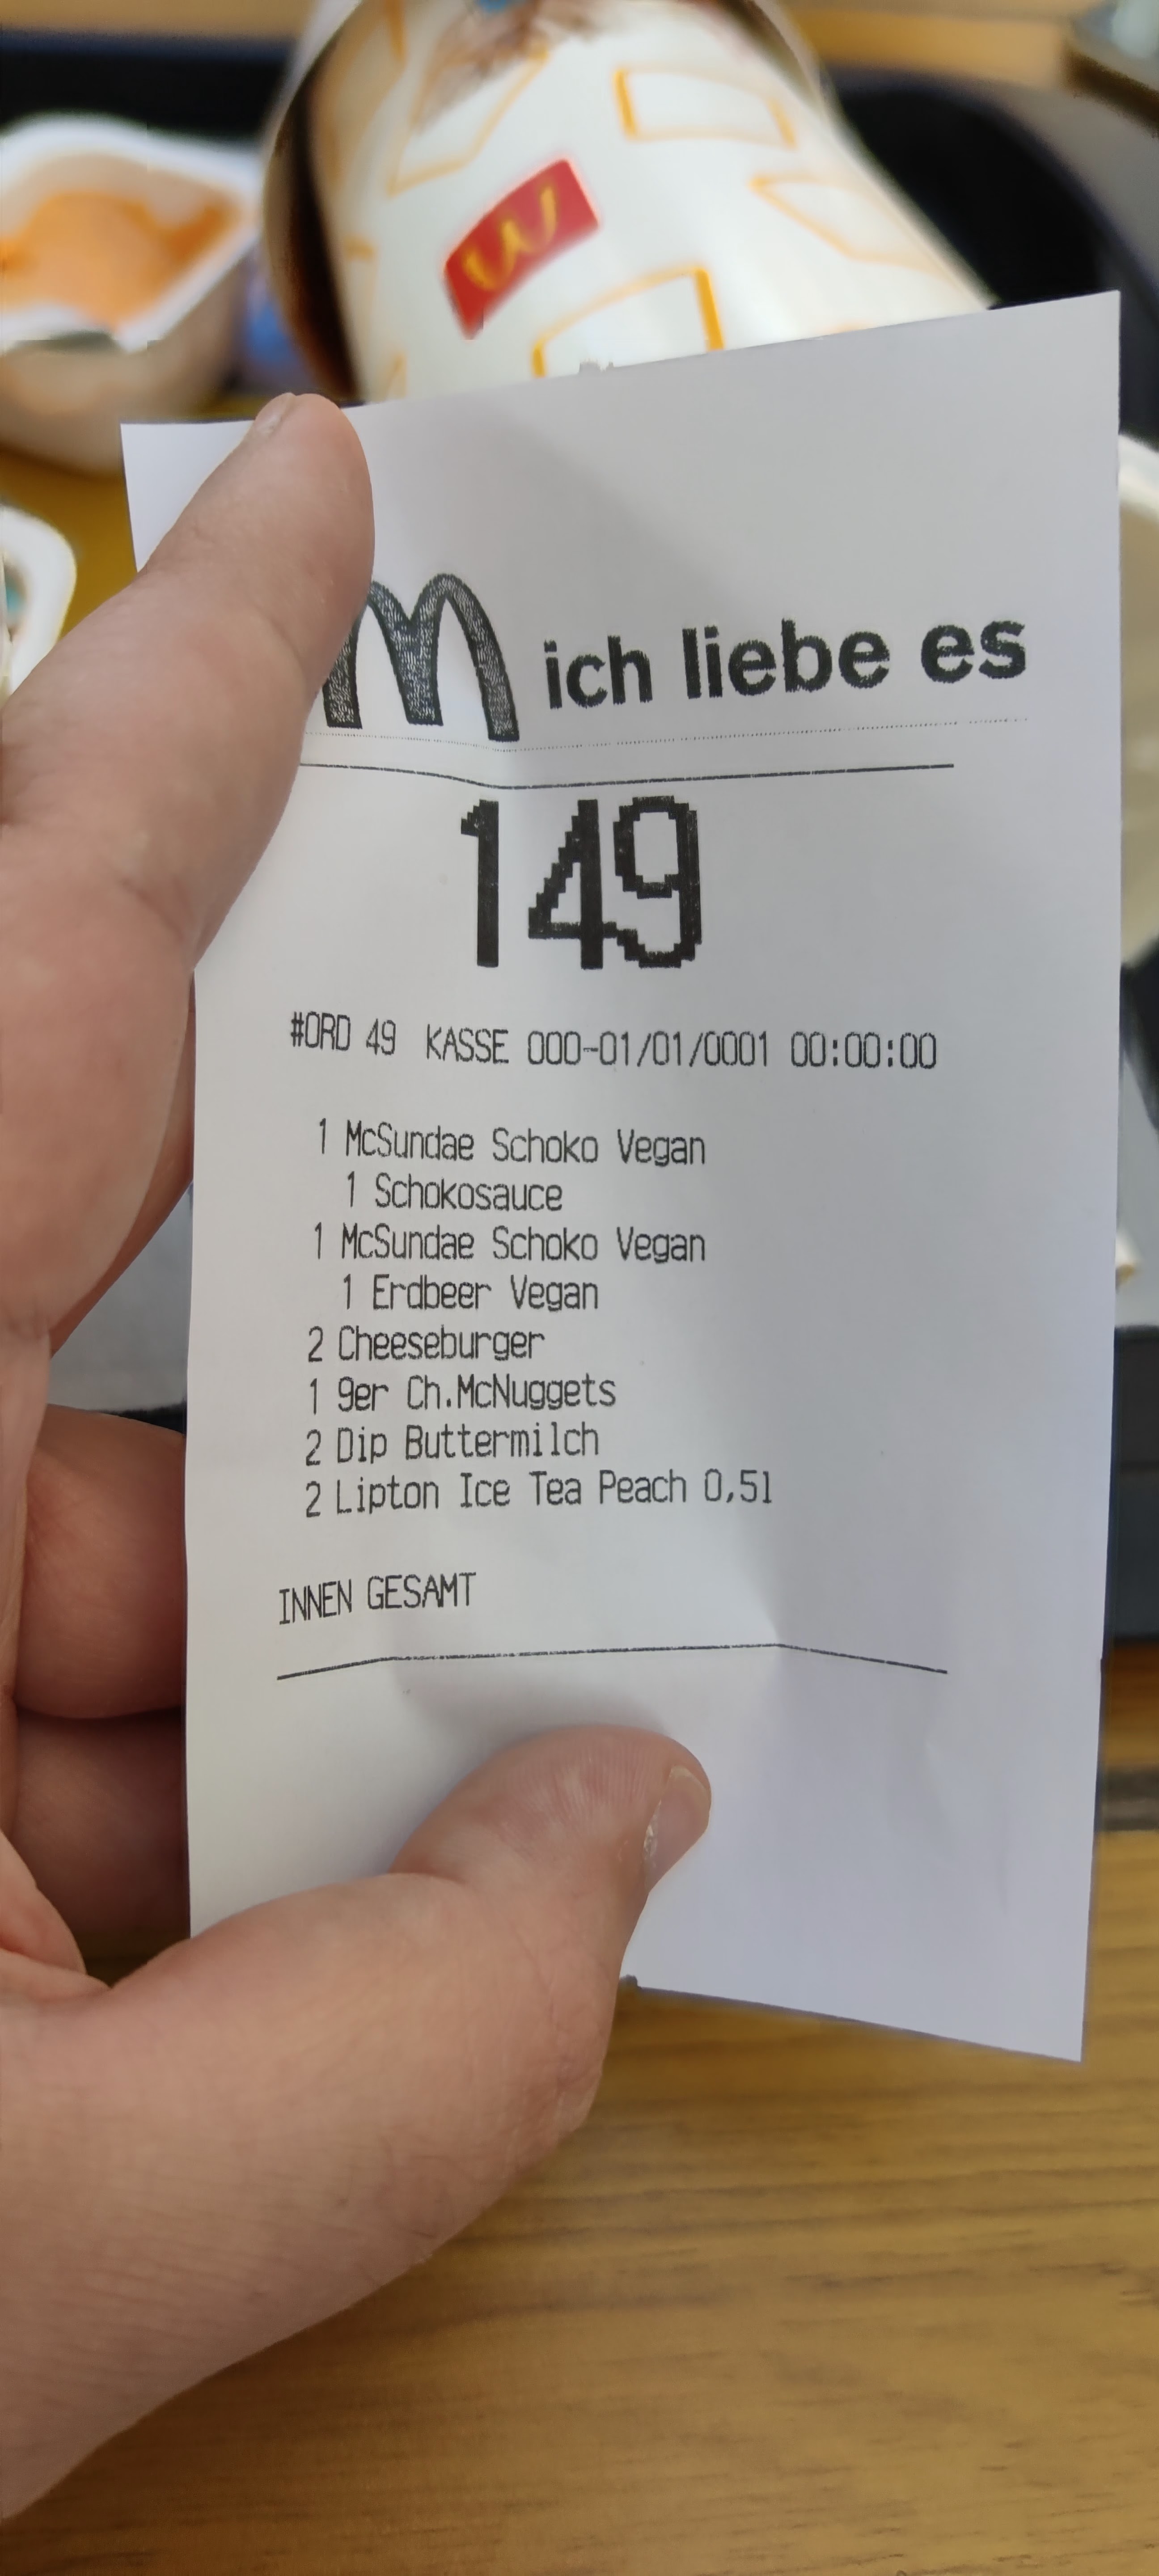 ich liebe es
149
#ORD 49 KASSE 000-01/01/0001 00:00:00
1 McSundae Schoko Vegan
1 Schokosauce
1 McSundae Schoko Vegan
1 Erdbeer Vegan
2 Cheeseburger
1 9er Ch.McNuggets
2 Dip Buttermilch
2 Lipton Ice Tea Peach 0,5l
INNEN GESAMT